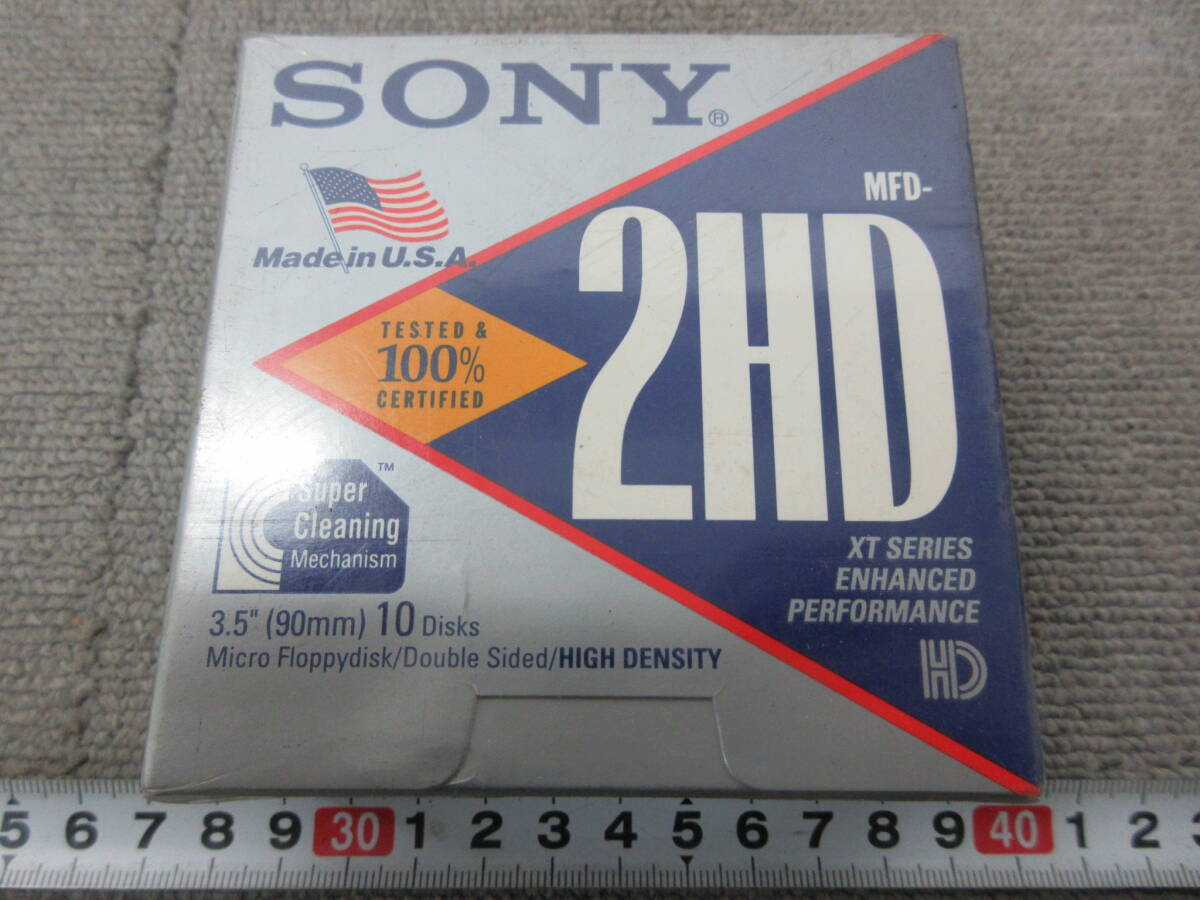 SONY®
Made in U.S.A.
MFD-
2HD
TESTED &
100%
CERTIFIED
Super™
Cleaning
Mechanism
XT SERIES
ENHANCED
PERFORMANCE
HD
3.5" (90mm) 10 Disks
Micro Floppydisk/Double Sided/HIGH DENSITY
5 6 7 8 9 30 1 2 3 4 5 6 7 8 9 40 1 2 3